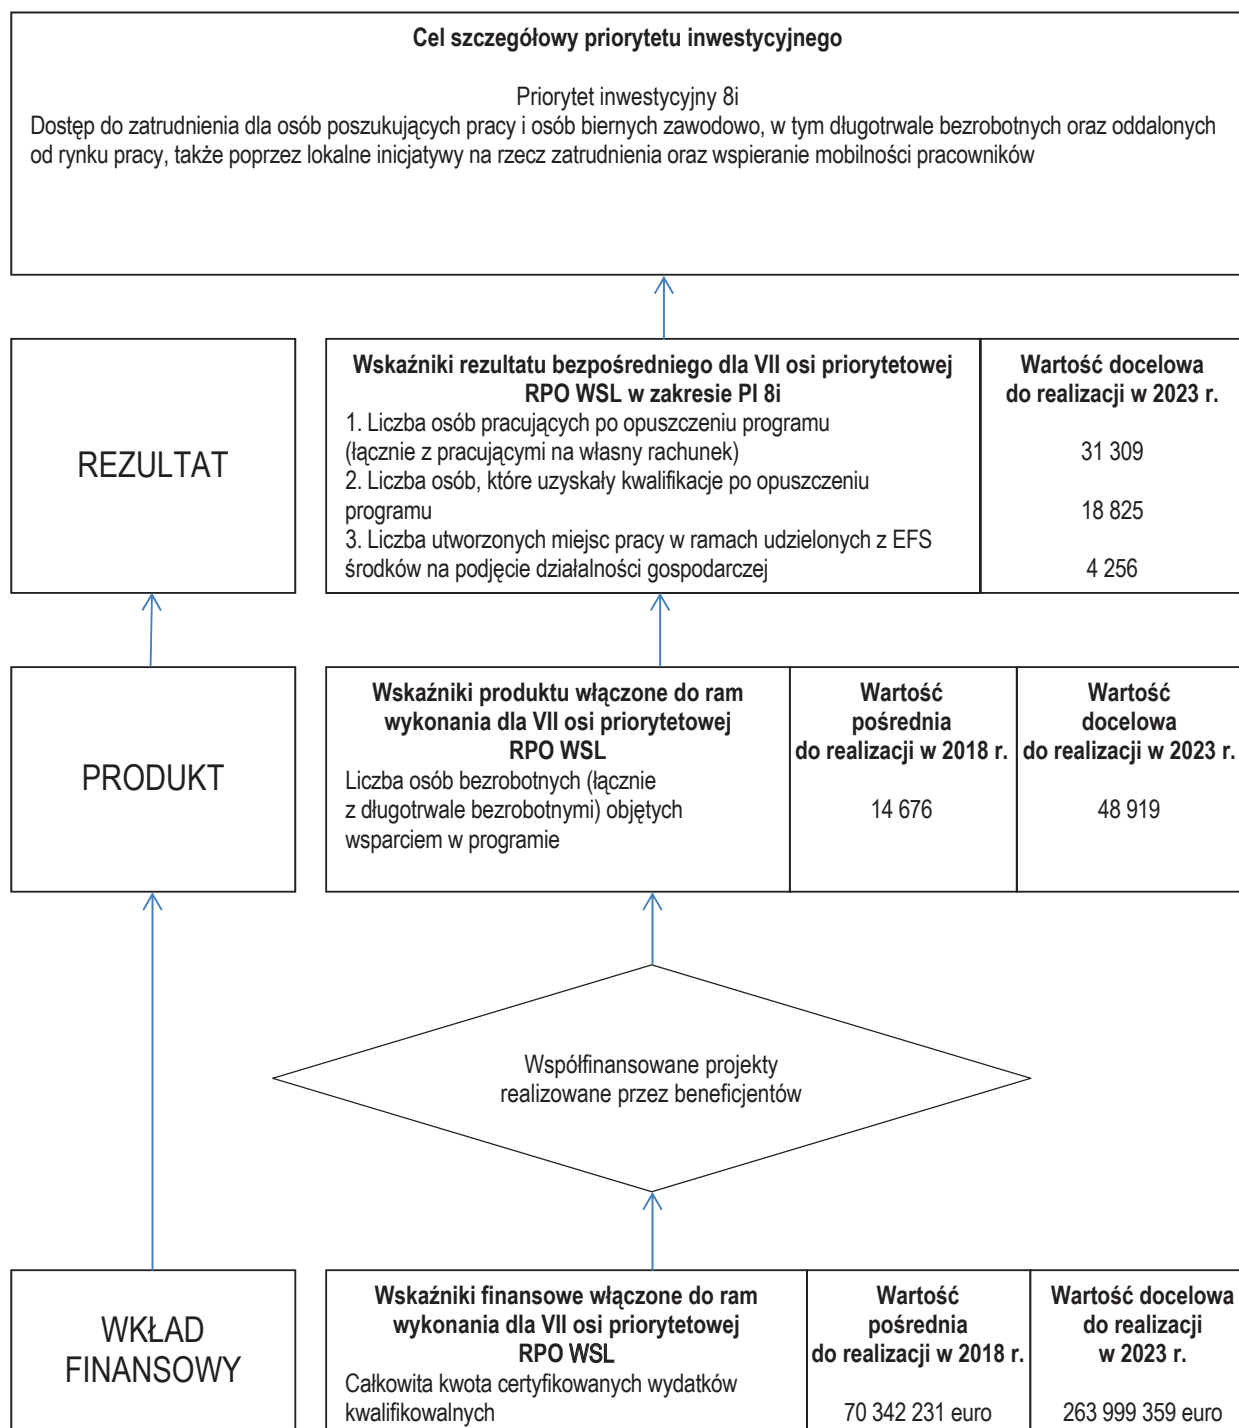 Cel szczegółowy priorytetu inwestycyjnego
Priorytet inwestycyjny 8i
Dostęp do zatrudnienia dla osób poszukujących pracy i osób biernych zawodowo, w tym długotrwale bezrobotnych oraz oddalonych
od rynku pracy, także poprzez lokalne inicjatywy na rzecz zatrudnienia oraz wspieranie mobilności pracowników
REZULTAT
Wskaźniki rezultatu bezpośredniego dla VII osi priorytetowej
RPO WSL w zakresie PI 8i
1. Liczba osób pracujących po opuszczeniu programu
(łącznie z pracującymi na własny rachunek)
2. Liczba osób, które uzyskały kwalifikacje po opuszczeniu
programu
3. Liczba utworzonych miejsc pracy w ramach udzielonych z EFS
środków na podjęcie działalności gospodarczej
Wartość docelowa
do realizacji w 2023 r.
31 309
18 825
4 256
PRODUKT
Wskaźniki produktu włączone do ram
wykonania dla VII osi priorytetowej
RPO WSL
Liczba osób bezrobotnych (łącznie
z długotrwale bezrobotnymi) objętych
wsparciem w programie
Wartość
pośrednia
do realizacji w 2018 r.
14 676
Wartość
docelowa
do realizacji w 2023 r.
48 919
Współfinansowane projekty
realizowane przez beneficjentów
WKŁAD
FINANSOWY
Wskaźniki finansowe włączone do ram
wykonania dla VII osi priorytetowej
RPO WSL
Całkowita kwota certyfikowanych wydatków
kwalifikowalnych
Wartość
pośrednia
do realizacji w 2018 r.
70 342 231 euro
Wartość docelowa
do realizacji
w 2023 r.
263 999 359 euro